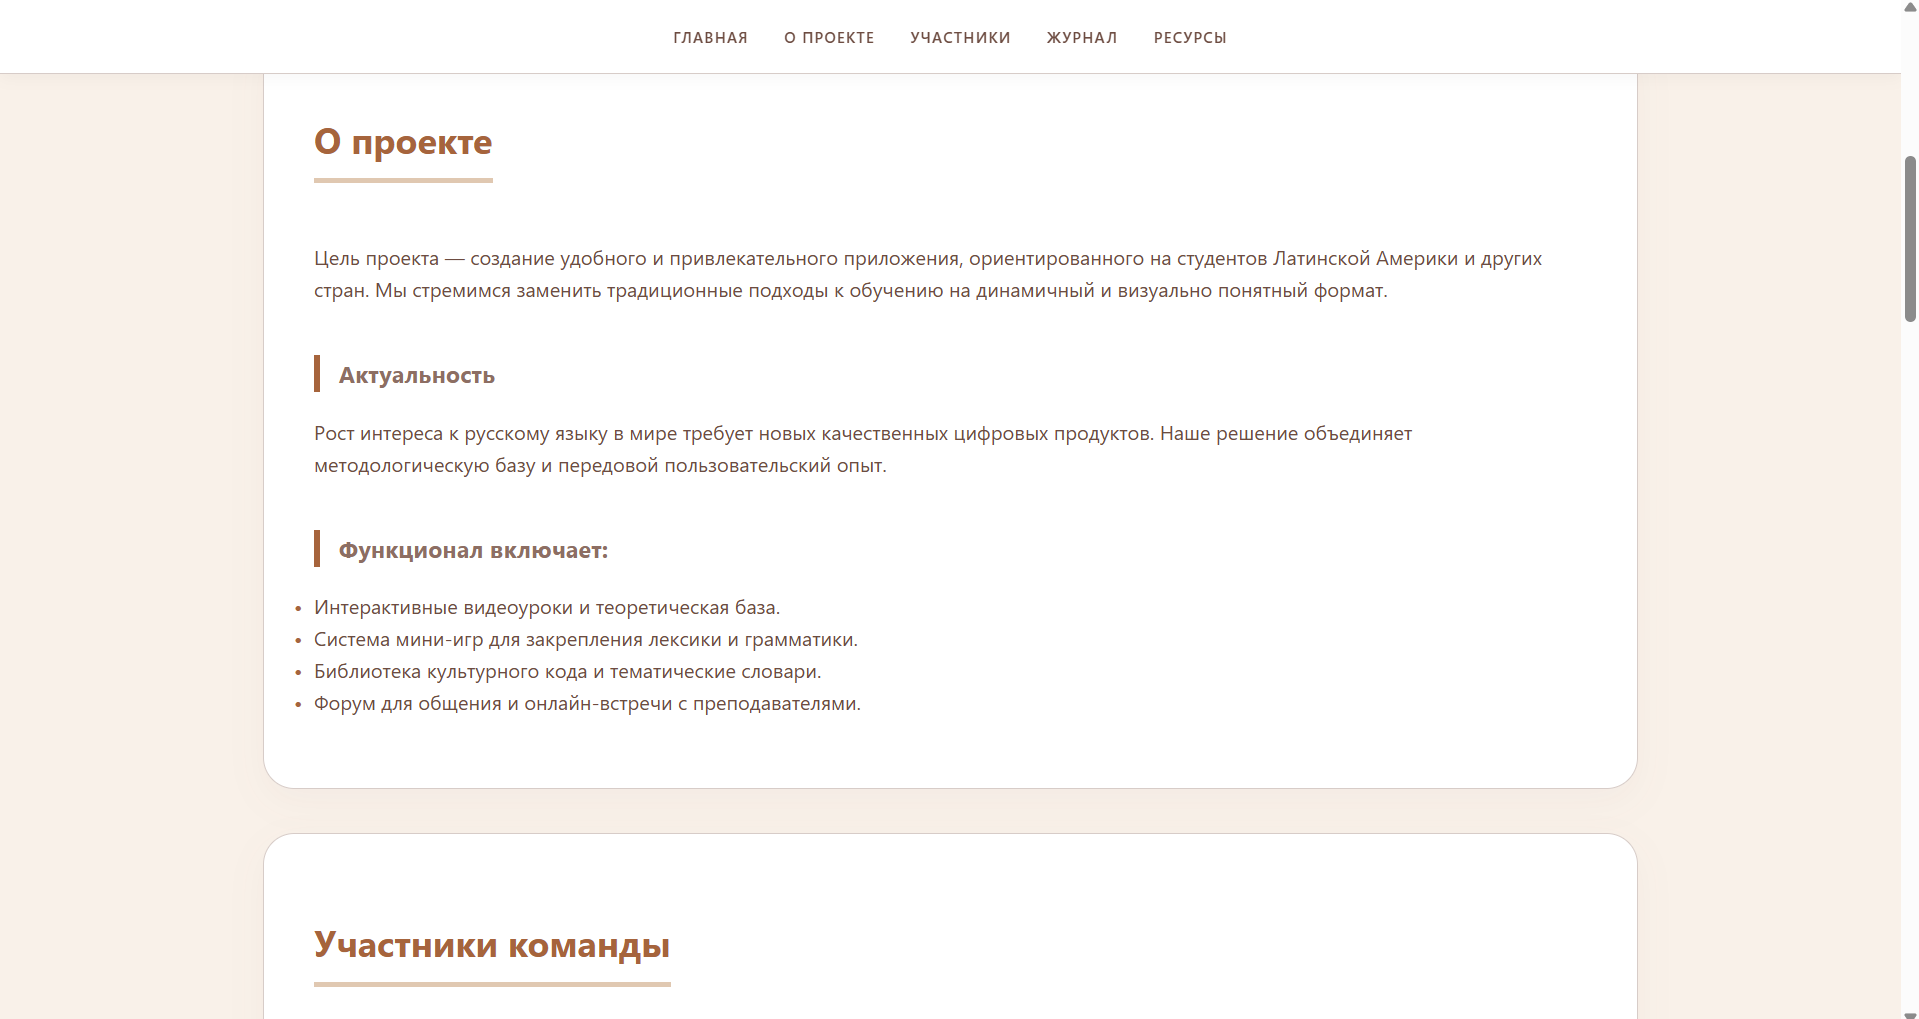 ГЛАВНАЯ О ПРОЕКТЕ УЧАСТНИКИ ЖУРНАЛ РЕСУРСЫ
О проекте
Цель проекта — создание удобного и привлекательного приложения, ориентированного на студентов Латинской Америки и других
стран. Мы стремимся заменить традиционные подходы к обучению на динамичный и визуально понятный формат.
Актуальность
Рост интереса к русскому языку в мире требует новых качественных цифровых продуктов. Наше решение объединяет
методологическую базу и передовой пользовательский опыт.
Функционал включает:
• Интерактивные видеоуроки и теоретическая база.
• Система мини-игр для закрепления лексики и грамматики.
• Библиотека культурного кода и тематические словари.
• Форум для общения и онлайн-встречи с преподавателями.
Участники команды